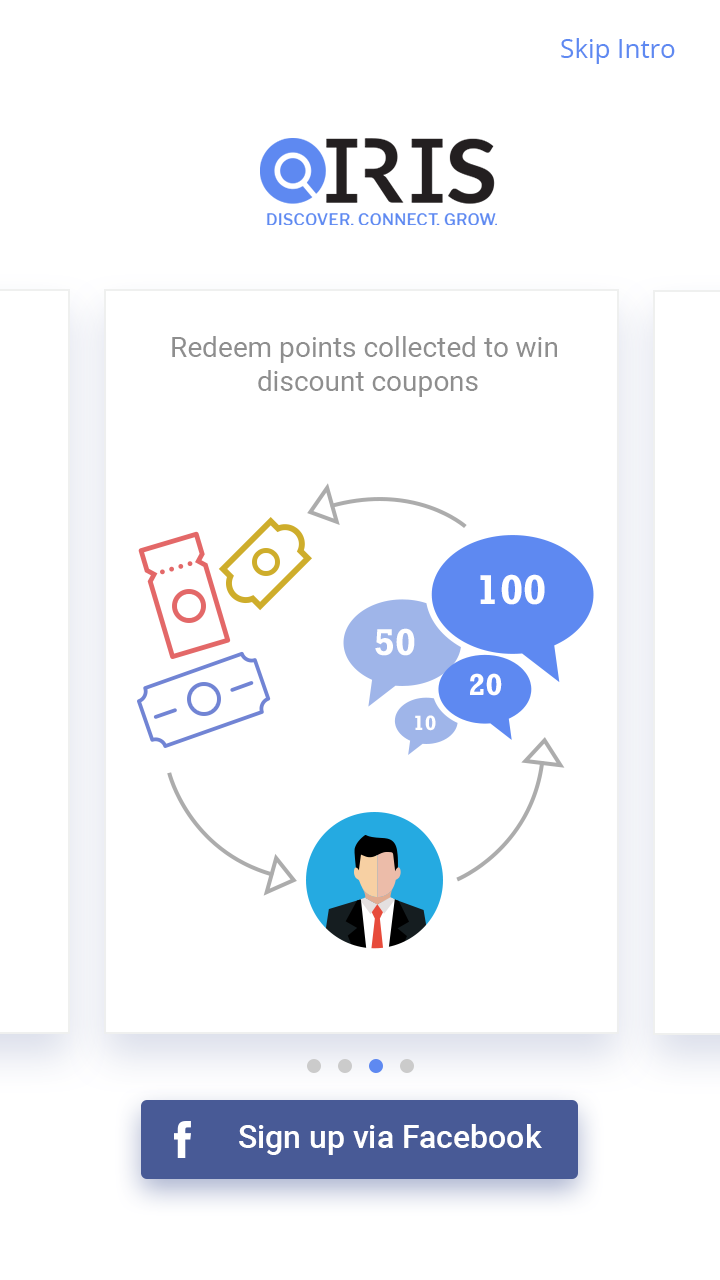 Skip Intro
IRIS
DISCOVER. CONNECT. GROW.
Redeem points collected to win
discount coupons
100
50
20
10
f Sign up via Facebook